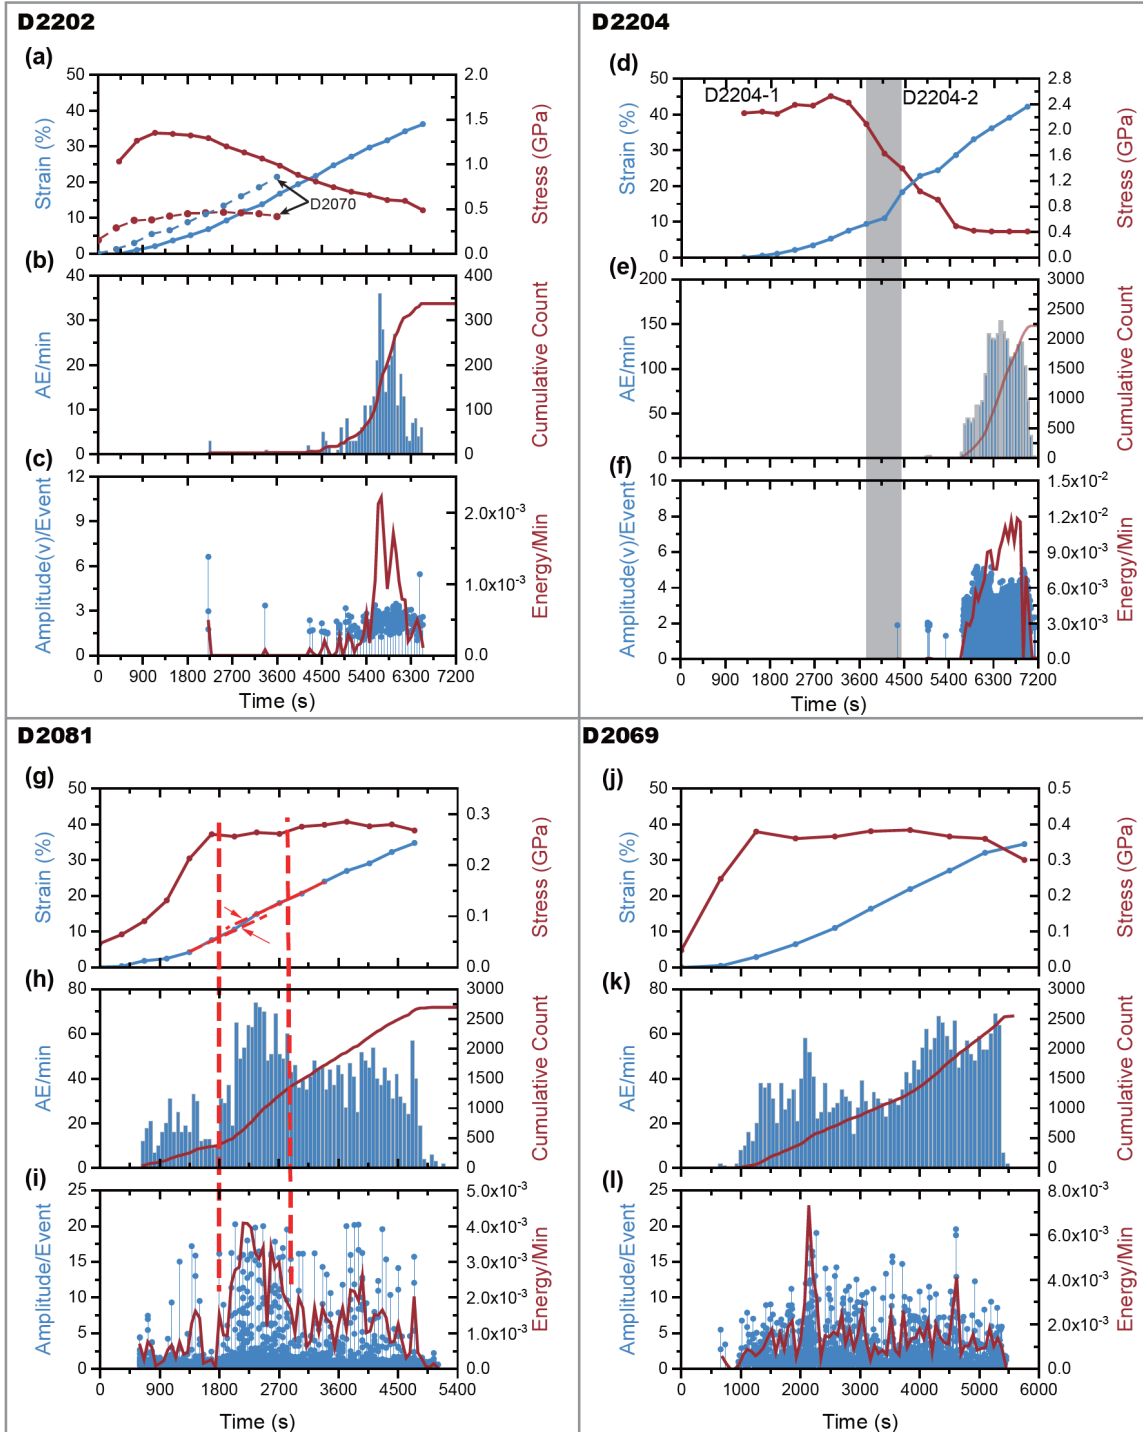 D2202
(a)
50
40
30
20
10
0
Strain (%)
2.0
1.5
1.0
0.5
0.0
Stress (GPa)
D2070
(b)
40
30
20
10
0
AE/min
400
300
200
100
0
Cumulative Count
(c)
12
9
6
3
0
Amplitude(v)/Event
2.0x10⁻³
1.0x10⁻³
0.0
Energy/Min
0 900 1800 2700 3600 4500 5400 6300 7200
Time (s)
D2204
(d)
50
40
30
20
10
0
Strain (%)
D2204-1
D2204-2
2.8
2.4
2.0
1.6
1.2
0.8
0.4
0.0
Stress (GPa)
(e)
200
150
100
50
0
AE/min
3000
2500
2000
1500
1000
500
0
Cumulative Count
(f)
10
8
6
4
2
0
Amplitude(v)/Event
1.5x10⁻²
1.2x10⁻²
9.0x10⁻³
6.0x10⁻³
3.0x10⁻³
0.0
Energy/Min
0 900 1800 2700 3600 4500 5400 6300 7200
Time (s)
D2081
(g)
50
40
30
20
10
0
Strain (%)
0.3
0.2
0.1
0.0
Stress (GPa)
(h)
80
60
40
20
0
AE/min
3000
2500
2000
1500
1000
500
0
Cumulative Count
(i)
25
20
15
10
5
0
Amplitude/Event
5.0x10⁻³
4.0x10⁻³
3.0x10⁻³
2.0x10⁻³
1.0x10⁻³
0.0
Energy/Min
0 900 1800 2700 3600 4500 5400
Time (s)
D2069
(j)
50
40
30
20
10
0
Strain (%)
0.5
0.4
0.3
0.2
0.1
0.0
Stress (GPa)
(k)
80
60
40
20
0
AE/min
3000
2500
2000
1500
1000
500
0
Cumulative Count
(l)
25
20
15
10
5
0
Amplitude/Event
8.0x10⁻³
6.0x10⁻³
4.0x10⁻³
2.0x10⁻³
0.0
Energy/Min
0 1000 2000 3000 4000 5000 6000
Time (s)